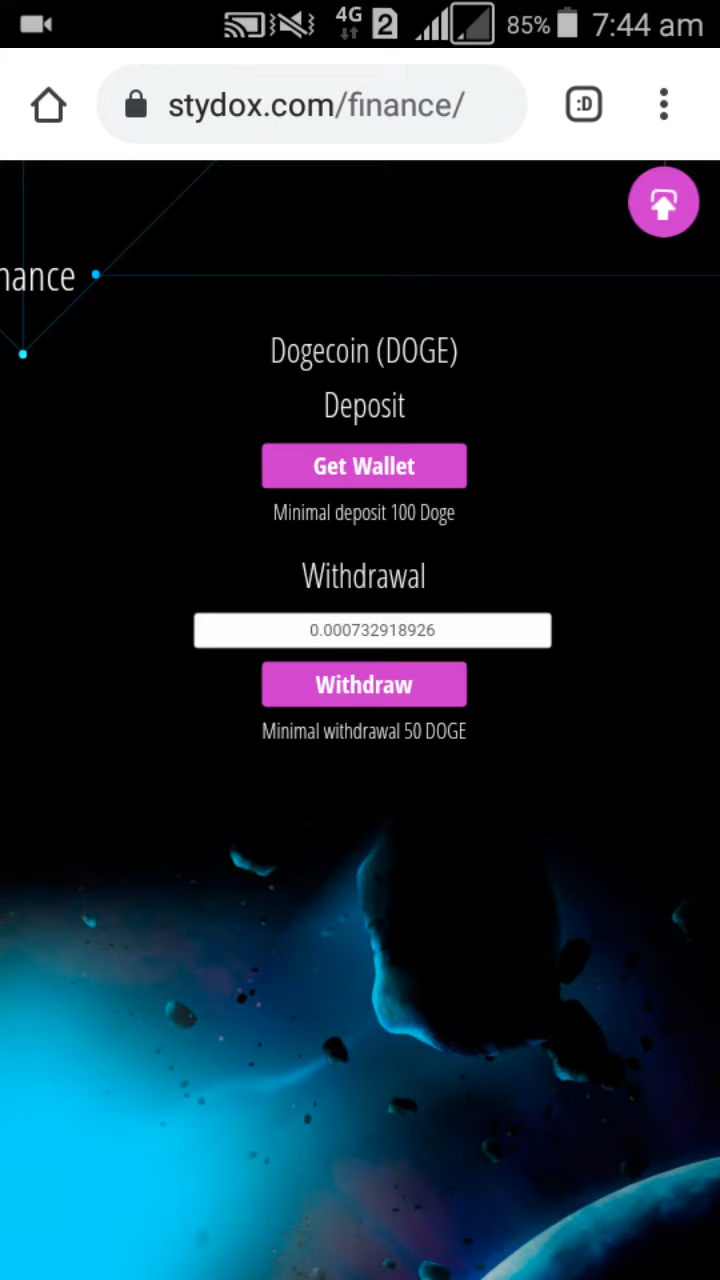 4G 2 85% 7:44 am
stydox.com/finance/
:D
nance
Dogecoin (DOGE)
Deposit
Get Wallet
Minimal deposit 100 Doge
Withdrawal
0.000732918926
Withdraw
Minimal withdrawal 50 DOGE